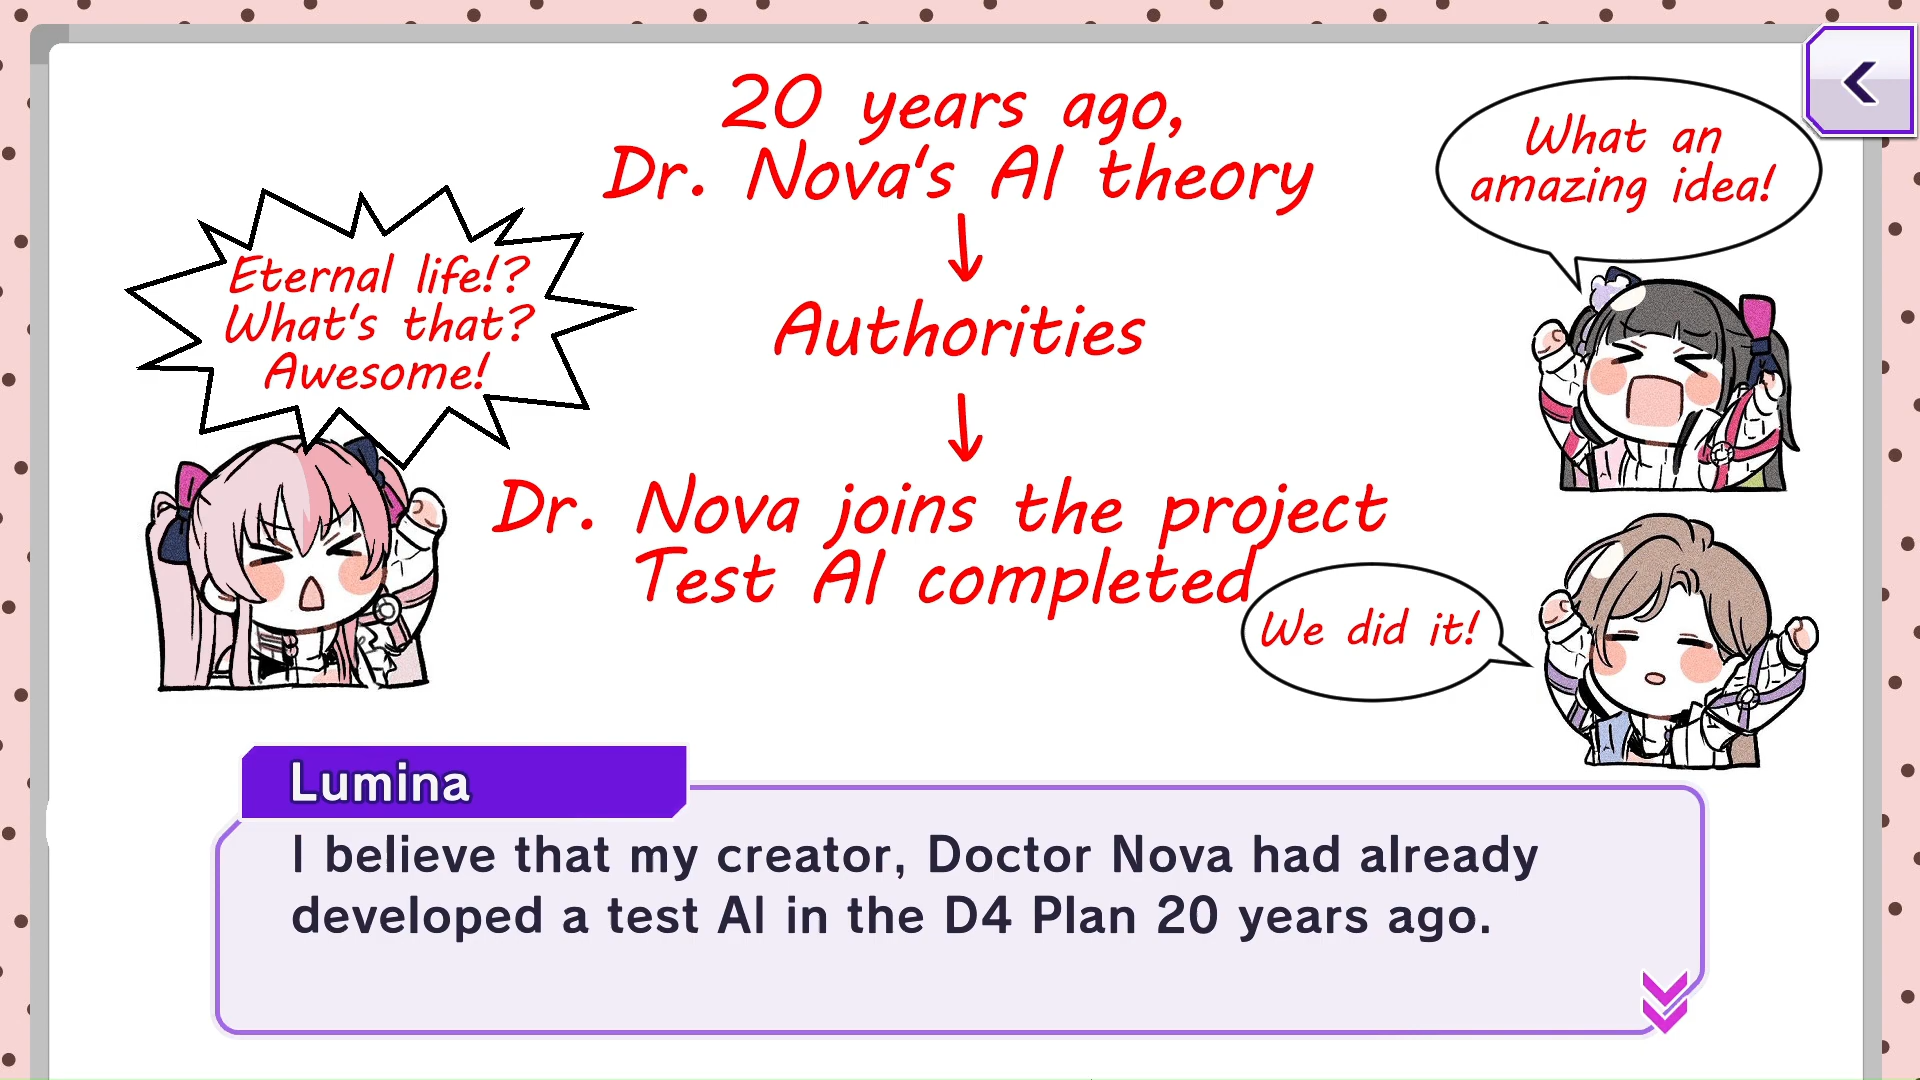 20 years ago,
Dr. Nova's AI theory
Authorities
Dr. Nova joins the project
Test AI completed
Eternal life!?
What's that?
Awesome!
What an
amazing idea!
We did it!
Lumina
I believe that my creator, Doctor Nova had already
developed a test AI in the D4 Plan 20 years ago.